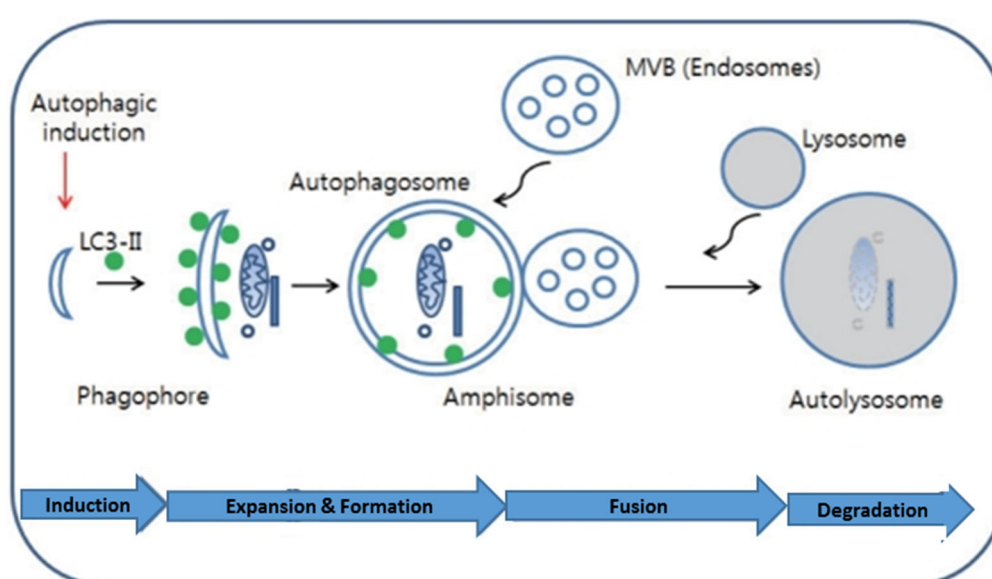 MVB (Endosomes)
Autophagic
induction
Lysosome
Autophagosome
LC3-II
Phagophore
Amphisome
Autolysosome
Induction
Expansion & Formation
Fusion
Degradation